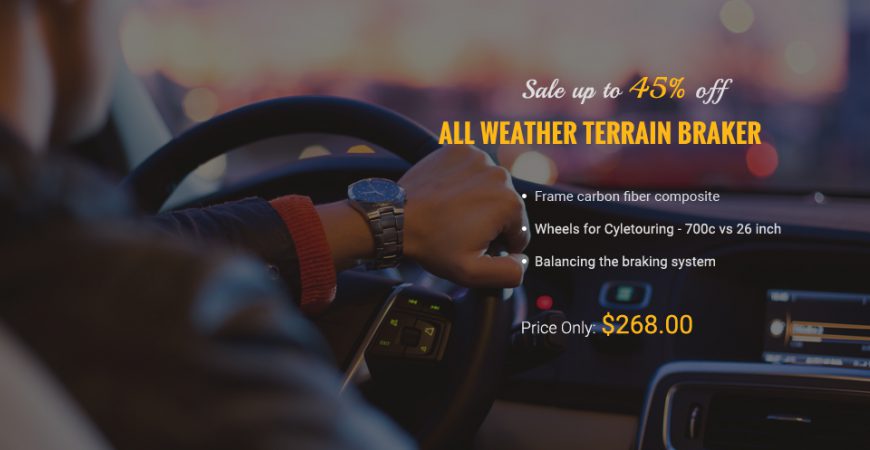 Sale up to 45% off
ALL WEATHER TERRAIN BRAKER
Frame carbon fiber composite
Wheels for Cyletouring - 700c vs 26 inch
Balancing the braking system
Price Only: $268.00